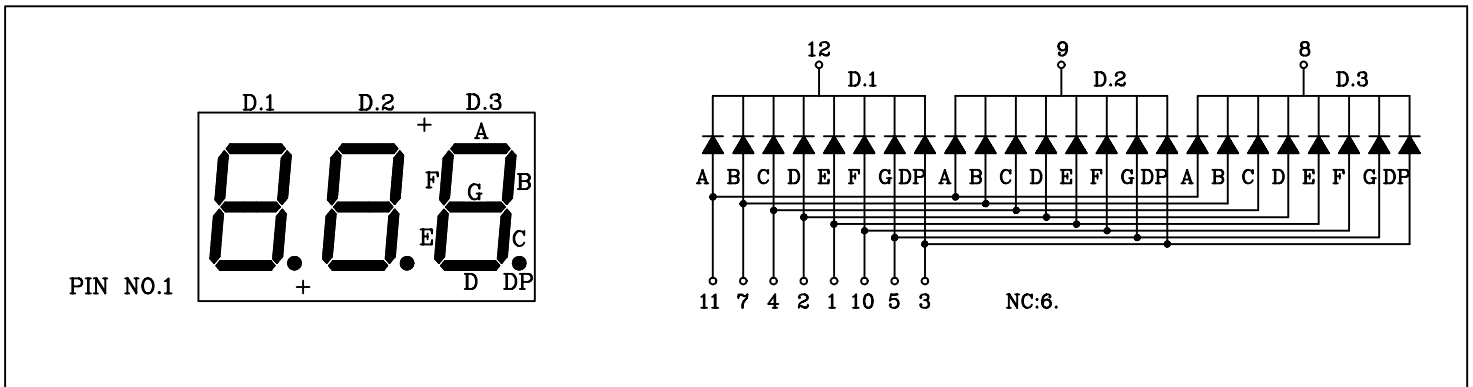 D.1 D.2 D.3
+
A
F B
G
E C
D DP
PIN NO.1 +
12 9 8
D.1 D.2 D.3
A B C D E F G DP A B C D E F G DP A B C D E F G DP
11 7 4 2 1 10 5 3 NC:6.